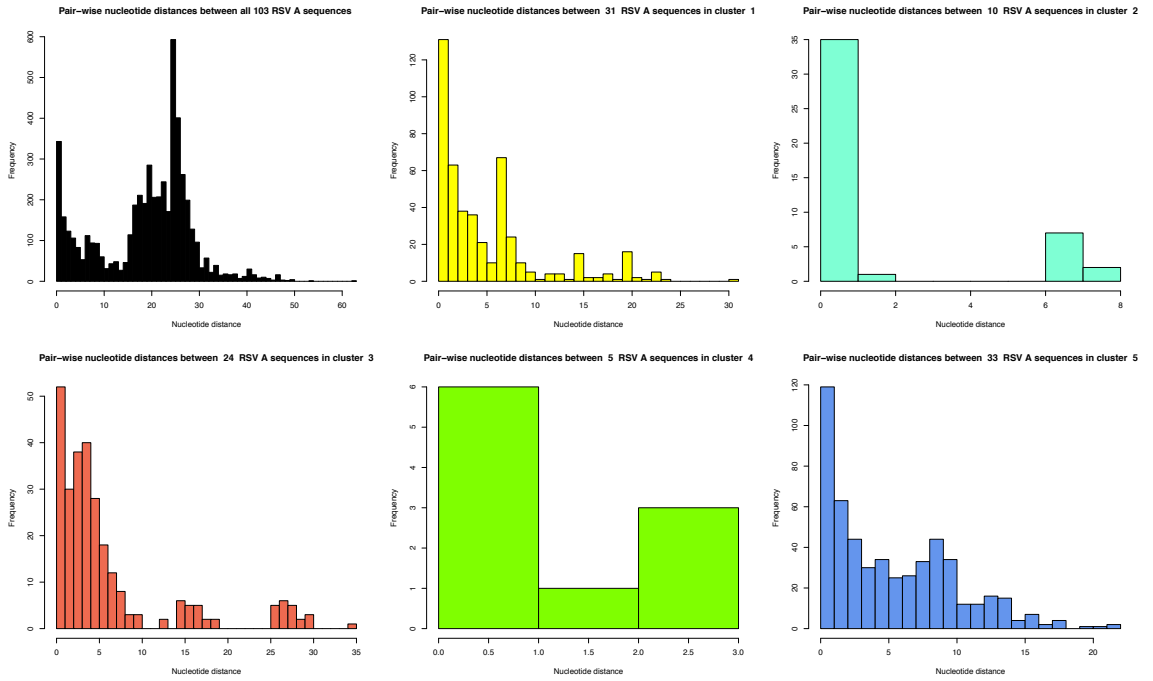 Pair−wise nucleotide distances between all 103 RSV A sequences
600
500
400
300
200
100
0
Frequency
0 10 20 30 40 50 60
Nucleotide distance
Pair−wise nucleotide distances between 31 RSV A sequences in cluster 1
120
100
80
60
40
20
0
Frequency
0 5 10 15 20 25 30
Nucleotide distance
Pair−wise nucleotide distances between 10 RSV A sequences in cluster 2
35
30
25
20
15
10
5
0
Frequency
0 2 4 6 8
Nucleotide distance
Pair−wise nucleotide distances between 24 RSV A sequences in cluster 3
50
40
30
20
10
0
Frequency
0 5 10 15 20 25 30 35
Nucleotide distance
Pair−wise nucleotide distances between 5 RSV A sequences in cluster 4
6
5
4
3
2
1
0
Frequency
0.0 0.5 1.0 1.5 2.0 2.5 3.0
Nucleotide distance
Pair−wise nucleotide distances between 33 RSV A sequences in cluster 5
120
100
80
60
40
20
0
Frequency
0 5 10 15 20
Nucleotide distance